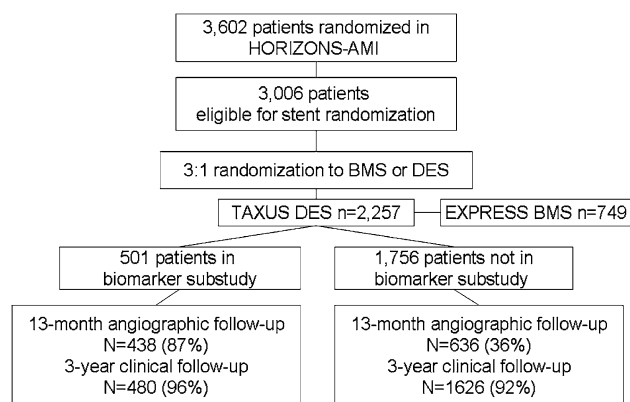 3,602 patients randomized in
HORIZONS-AMI
3,006 patients
eligible for stent randomization
3:1 randomization to BMS or DES
TAXUS DES n=2,257
EXPRESS BMS n=749
501 patients in
biomarker substudy
1,756 patients not in
biomarker substudy
13-month angiographic follow-up
N=438 (87%)
3-year clinical follow-up
N=480 (96%)
13-month angiographic follow-up
N=636 (36%)
3-year clinical follow-up
N=1626 (92%)